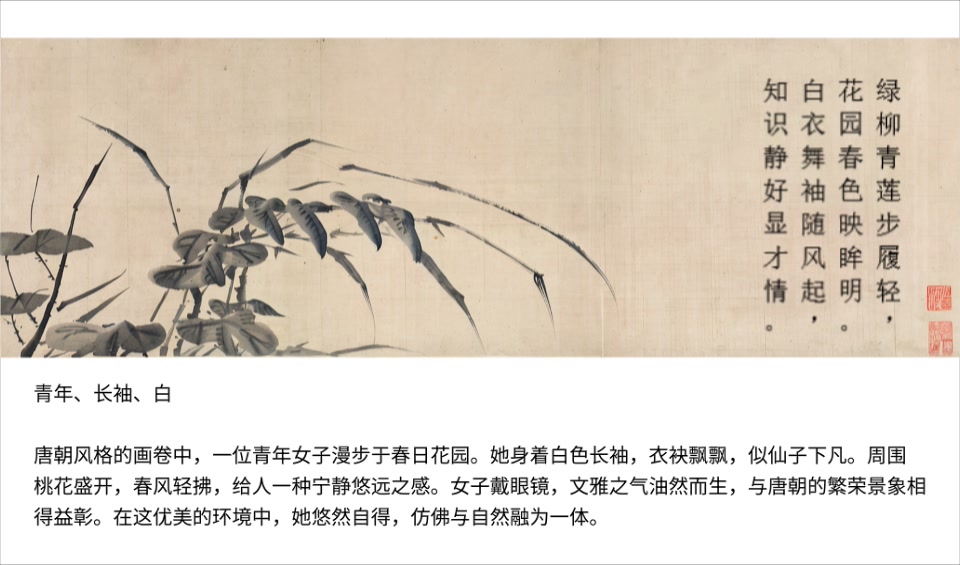 绿柳青莲步履轻，
花园春色映眸明。
白衣舞袖随风起，
知识静好显才情。
青年、长袖、白
唐朝风格的画卷中，一位青年女子漫步于春日花园。她身着白色长袖，衣袂飘飘，似仙子下凡。周围
桃花盛开，春风轻拂，给人一种宁静悠远之感。女子戴眼镜，文雅之气油然而生，与唐朝的繁荣景象相
得益彰。在这优美的环境中，她悠然自得，仿佛与自然融为一体。